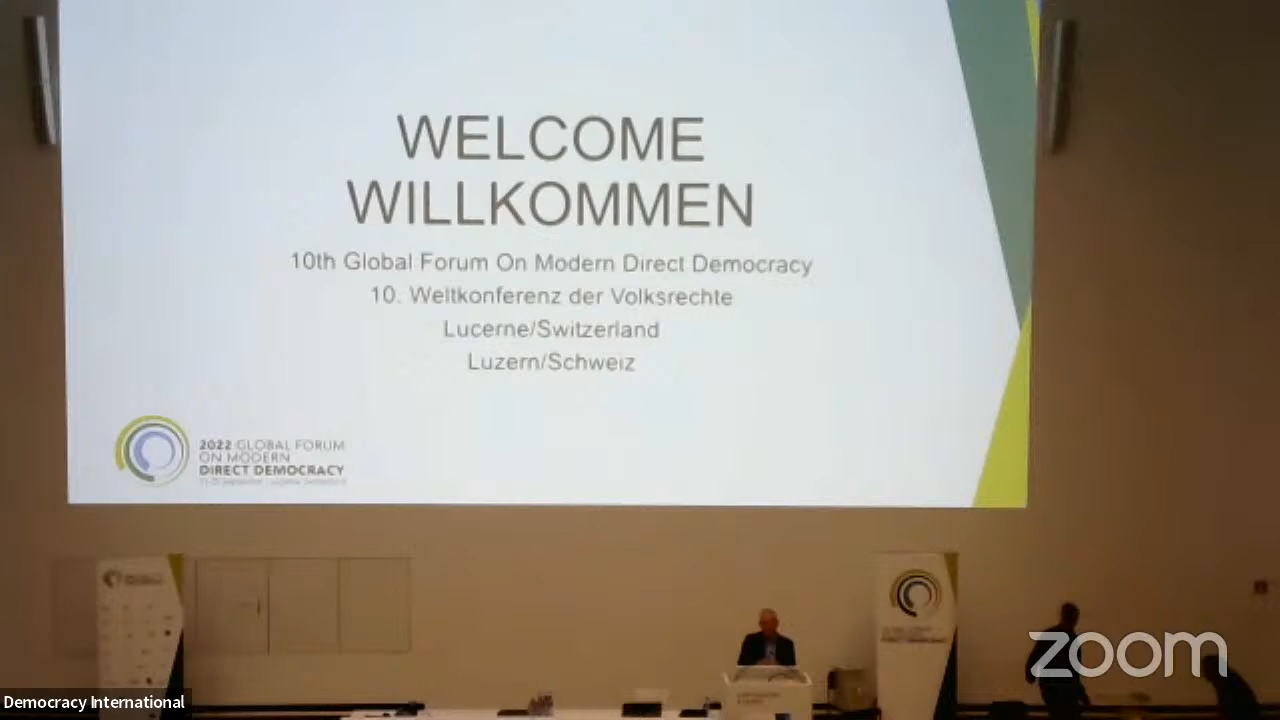 WELCOME
WILLKOMMEN
10th Global Forum On Modern Direct Democracy
10. Weltkonferenz der Volksrechte
Lucerne/Switzerland
Luzern/Schweiz
2022 GLOBAL FORUM
ON MODERN
DIRECT DEMOCRACY
zoom
Democracy International